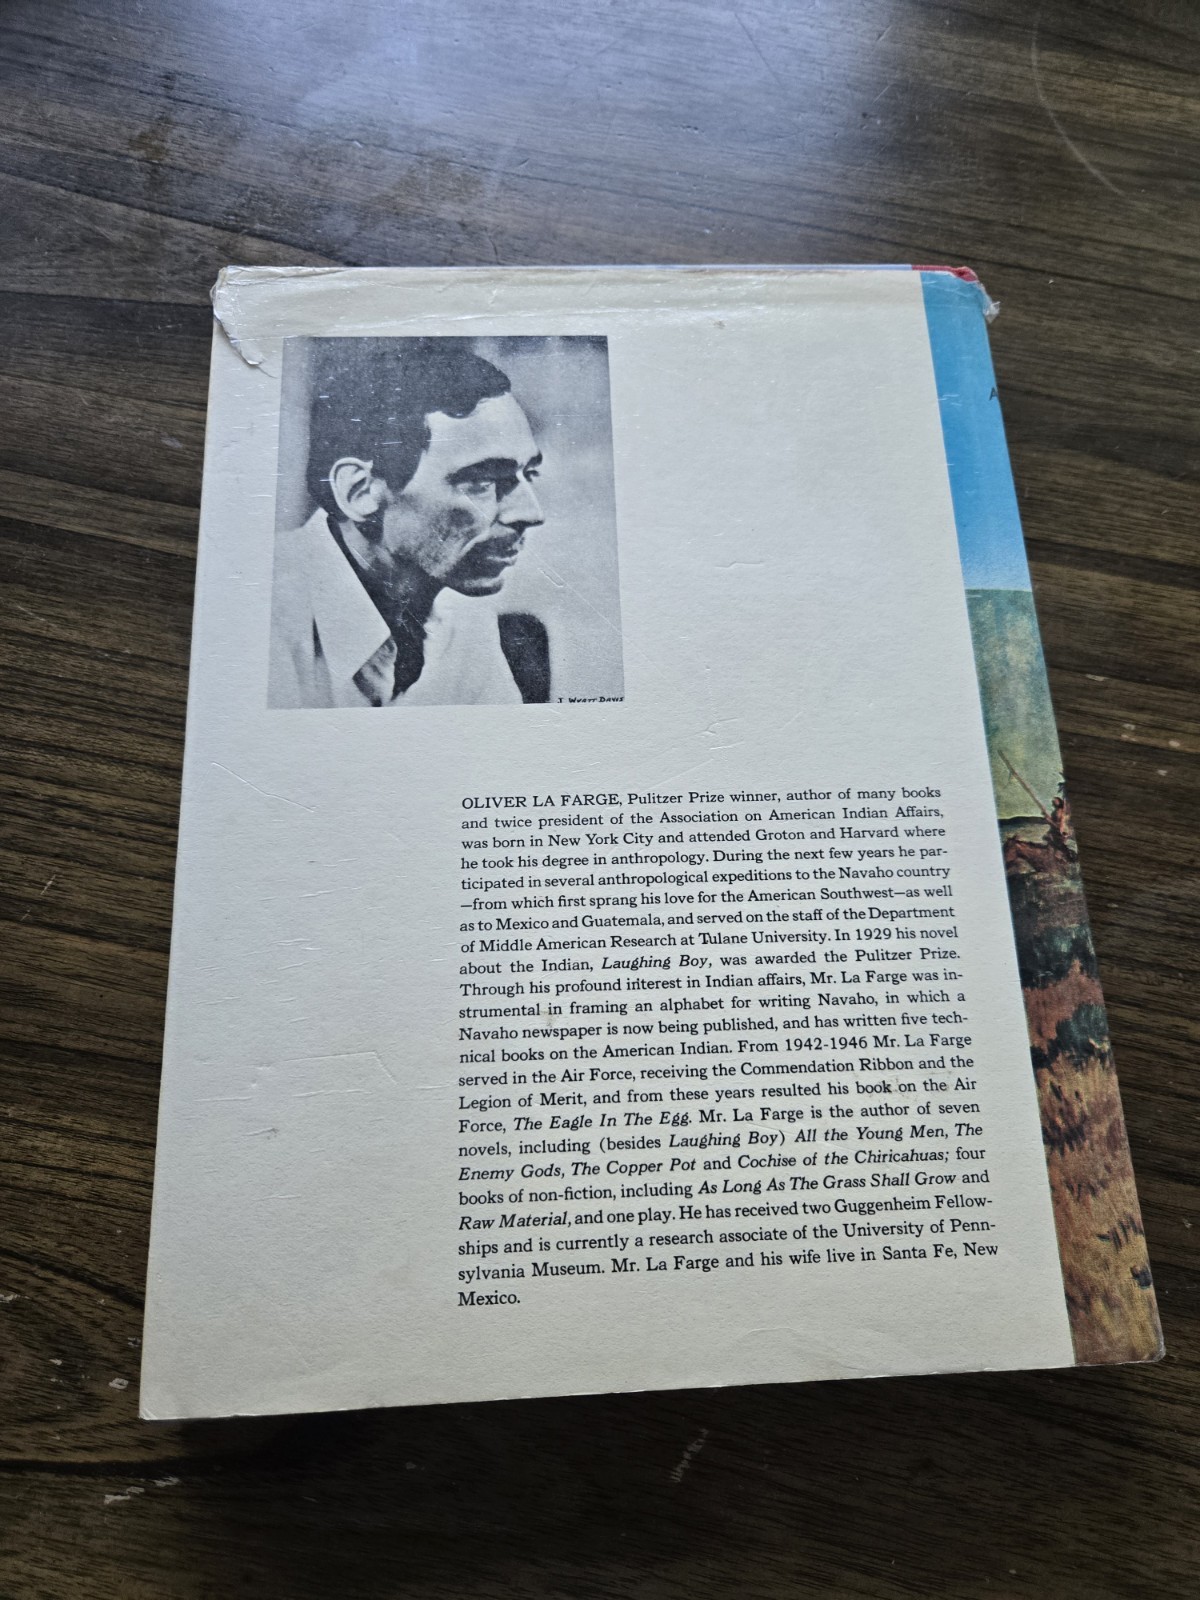 J WYATT DAVIS
OLIVER LA FARGE, Pulitzer Prize winner, author of many books
and twice president of the Association on American Indian Affairs,
was born in New York City and attended Groton and Harvard where
he took his degree in anthropology. During the next few years he par-
ticipated in several anthropological expeditions to the Navaho country
—from which first sprang his love for the American Southwest—as well
as to Mexico and Guatemala, and served on the staff of the Department
of Middle American Research at Tulane University. In 1929 his novel
about the Indian, Laughing Boy, was awarded the Pulitzer Prize.
Through his profound interest in Indian affairs, Mr. La Farge was in-
strumental in framing an alphabet for writing Navaho, in which a
Navaho newspaper is now being published, and has written five tech-
nical books on the American Indian. From 1942-1946 Mr. La Farge
served in the Air Force, receiving the Commendation Ribbon and the
Legion of Merit, and from these years resulted his book on the Air
Force, The Eagle In The Egg. Mr. La Farge is the author of seven
novels, including (besides Laughing Boy) All the Young Men, The
Enemy Gods, The Copper Pot and Cochise of the Chiricahuas; four
books of non-fiction, including As Long As The Grass Shall Grow and
Raw Material, and one play. He has received two Guggenheim Fellow-
ships and is currently a research associate of the University of Penn-
sylvania Museum. Mr. La Farge and his wife live in Santa Fe, New
Mexico.